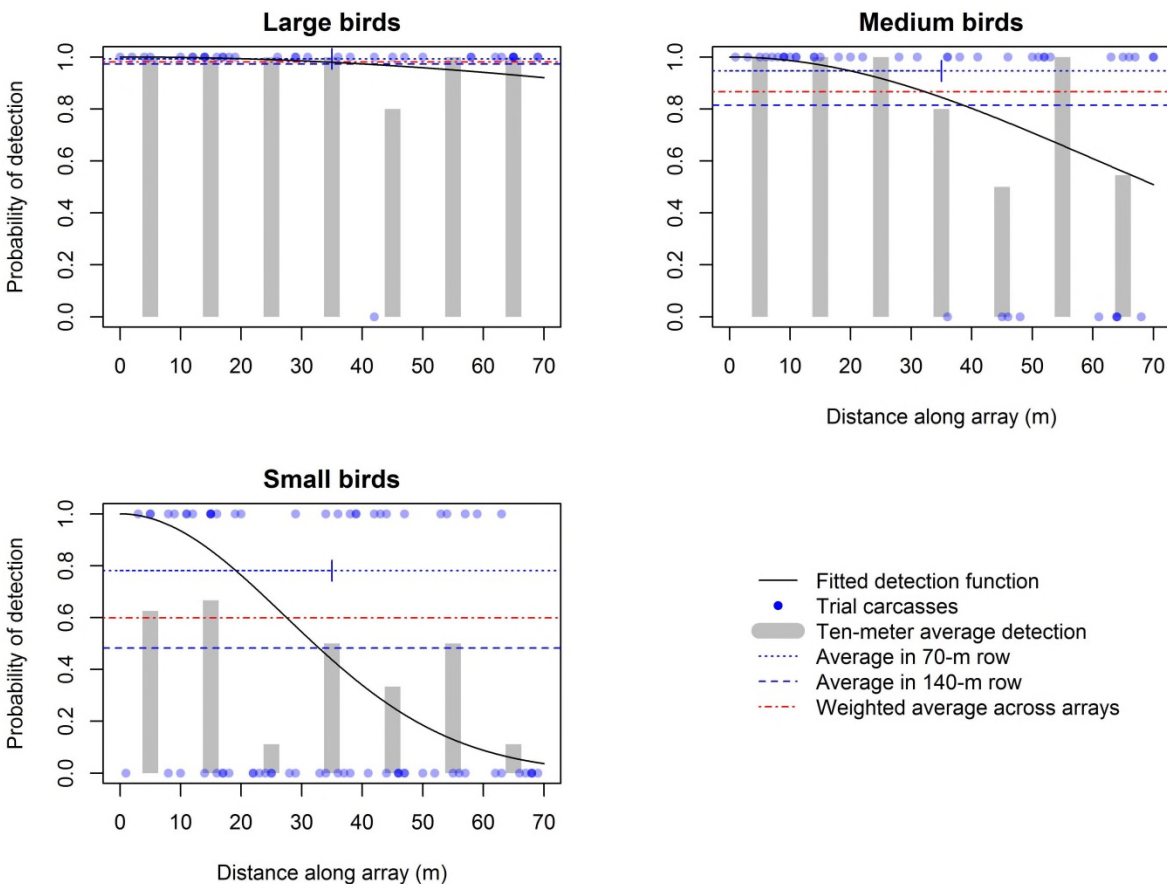 Large birds
Probability of detection
1.0
0.8
0.6
0.4
0.2
0.0
0 10 20 30 40 50 60 70
Medium birds
1.0
0.8
0.6
0.4
0.2
0.0
0 10 20 30 40 50 60 70
Distance along array (m)
Small birds
Probability of detection
1.0
0.8
0.6
0.4
0.2
0.0
0 10 20 30 40 50 60 70
Distance along array (m)
Fitted detection function
Trial carcasses
Ten-meter average detection
Average in 70-m row
Average in 140-m row
Weighted average across arrays